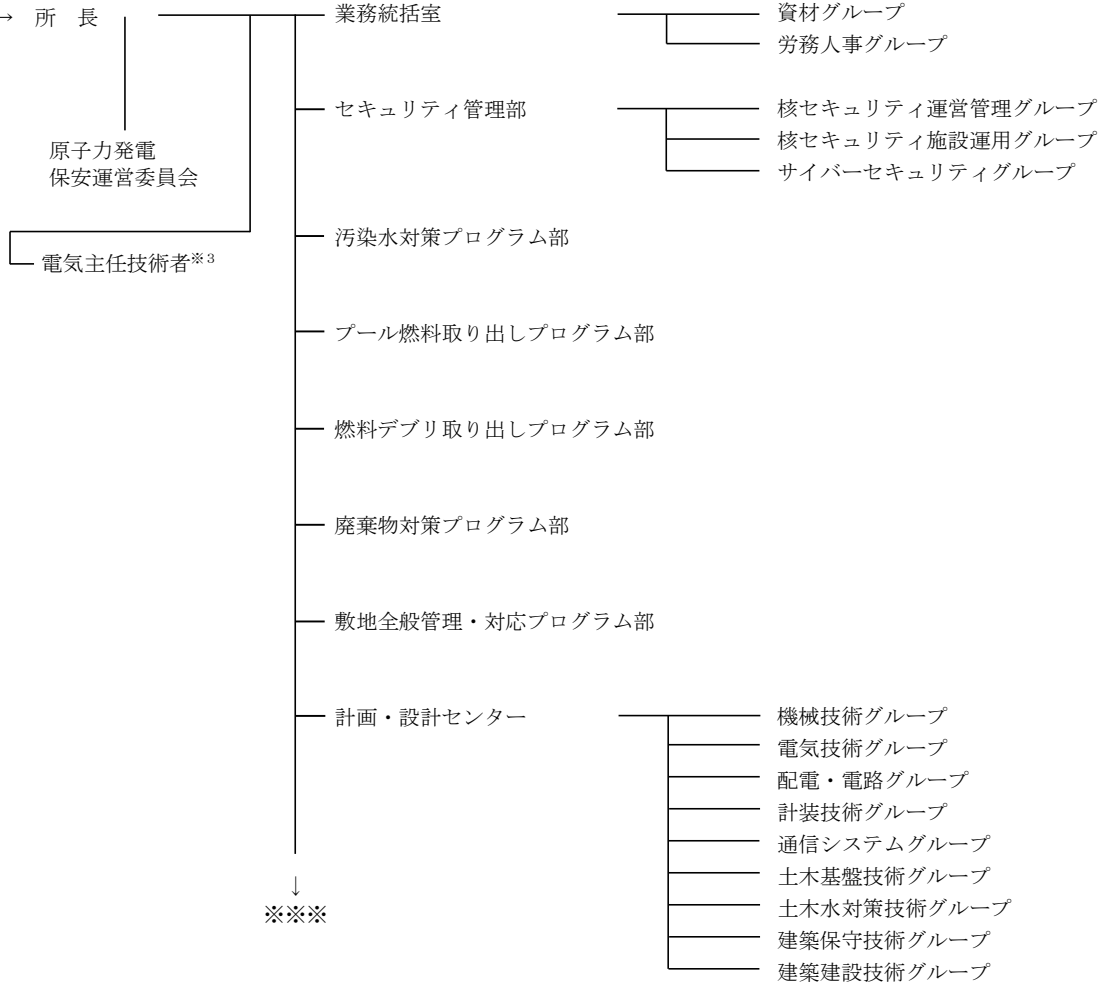 → 所 長
業務統括室
資材グループ
労務人事グループ
セキュリティ管理部
核セキュリティ運営管理グループ
核セキュリティ施設運用グループ
サイバーセキュリティグループ
原子力発電
保安運営委員会
汚染水対策プログラム部
電気主任技術者※3
プール燃料取り出しプログラム部
燃料デブリ取り出しプログラム部
廃棄物対策プログラム部
敷地全般管理・対応プログラム部
計画・設計センター
機械技術グループ
電気技術グループ
配電・電路グループ
計装技術グループ
通信システムグループ
土木基盤技術グループ
土木水対策技術グループ
建築保守技術グループ
建築建設技術グループ
↓
※※※